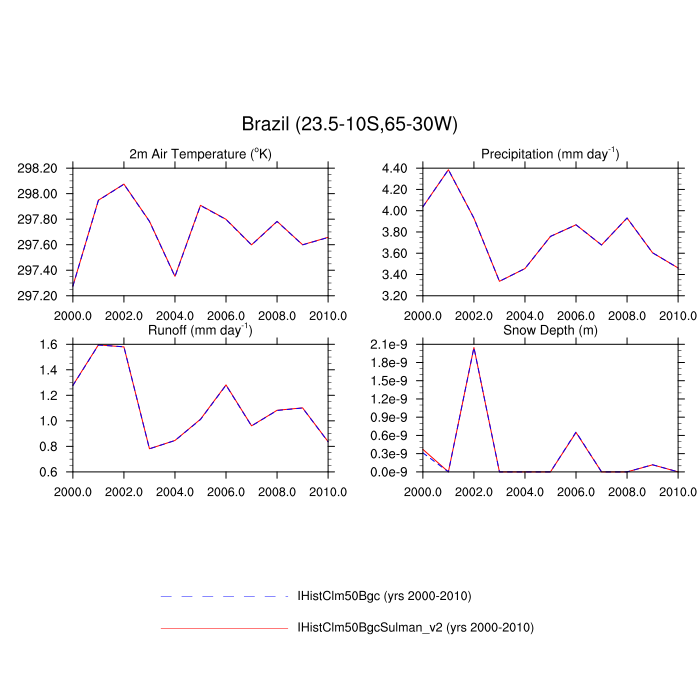 Brazil (23.5-10S,65-30W)
2m Air Temperature (°K)
298.20
298.00
297.80
297.60
297.40
297.20
2000.0 2002.0 2004.0 2006.0 2008.0 2010.0
Precipitation (mm day⁻¹)
4.40
4.20
4.00
3.80
3.60
3.40
3.20
2000.0 2002.0 2004.0 2006.0 2008.0 2010.0
Runoff (mm day⁻¹)
1.6
1.4
1.2
1.0
0.8
0.6
2000.0 2002.0 2004.0 2006.0 2008.0 2010.0
Snow Depth (m)
2.1e-9
1.8e-9
1.5e-9
1.2e-9
0.9e-9
0.6e-9
0.3e-9
0.0e-9
2000.0 2002.0 2004.0 2006.0 2008.0 2010.0
IHistClm50Bgc (yrs 2000-2010)
IHistClm50BgcSulman_v2 (yrs 2000-2010)